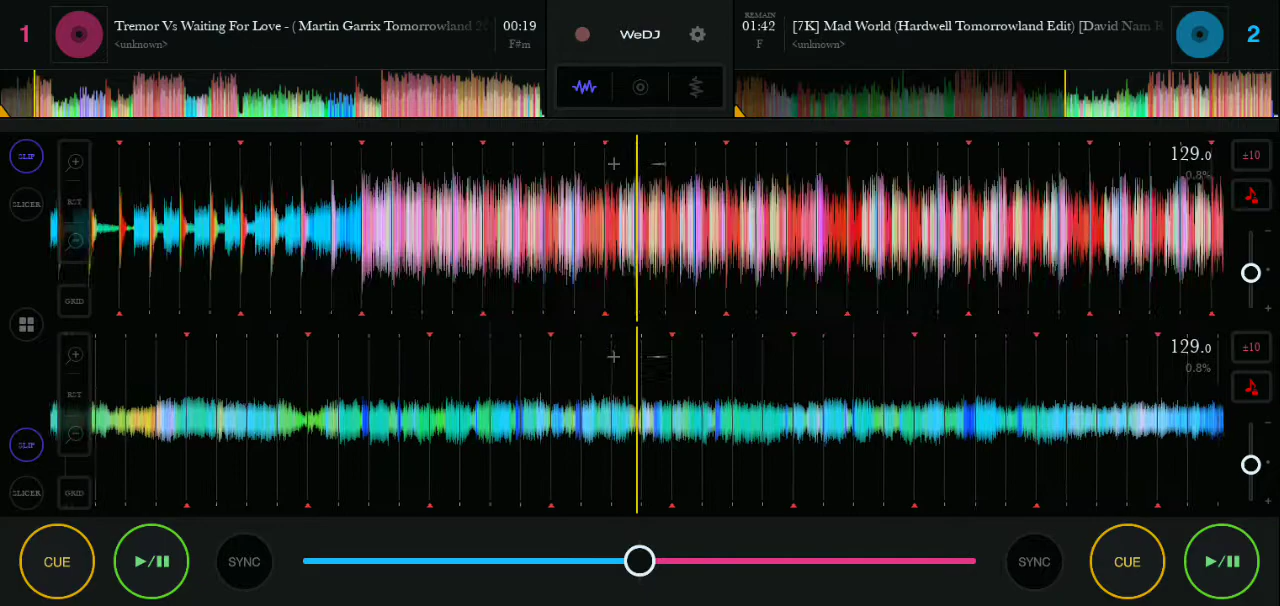 1
Tremor Vs Waiting For Love - ( Martin Garrix Tomorrowland 2
<unknown>
00:19
F#m
WeDJ
REMAIN
01:42
F
[7K] Mad World (Hardwell Tomorrowland Edit) [David Nam R
<unknown>
2
SLIP
SLICER
RST
GRID
129.0
0.8%
±10
RST
SLIP
SLICER
GRID
129.0
0.8%
±10
CUE
SYNC
SYNC
CUE